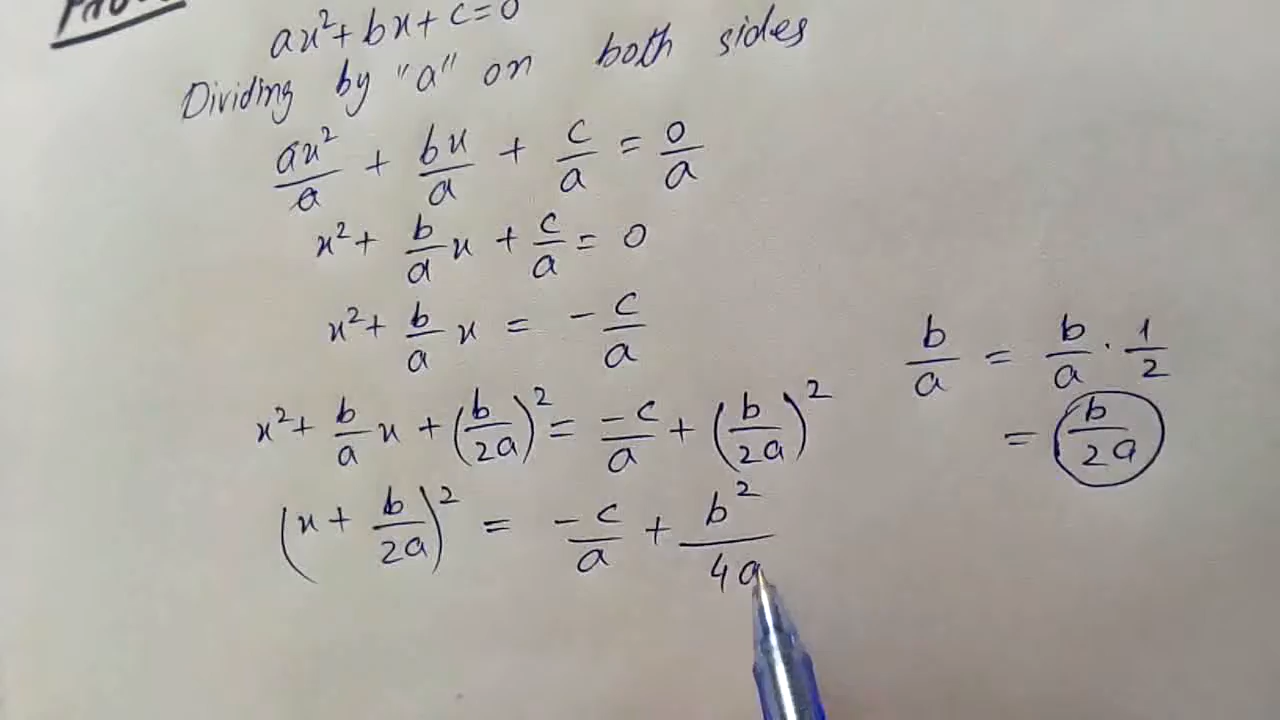 ax²+bx+c=0
Dividing by "a" on both sides
ax²/a + bx/a + c/a = 0/a
x²+ b/a x + c/a = 0
x²+ b/a x = -c/a
x²+ b/a x + (b/2a)² = -c/a + (b/2a)²
(x + b/2a)² = -c/a + b²/4a
b/a = b/a · 1/2
= b/2a